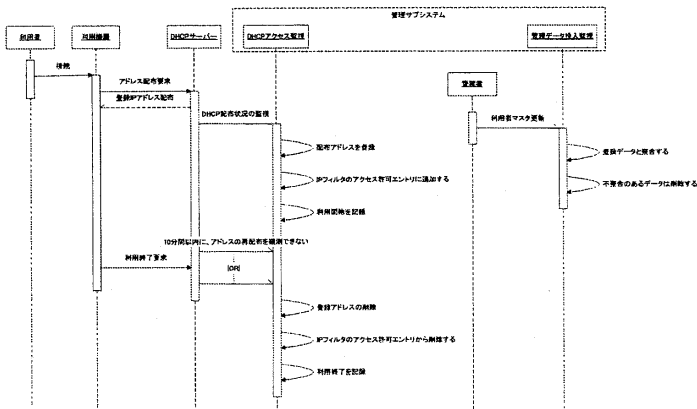 管理サブシステム
利用者
利用機器
DHCPサーバー
DHCPアクセス監理
管理データ投入監理
接続
アドレス配布要求
登録IPアドレス配布
管理者
DHCP配布状況の監視
利用者マスタ更新
配布アドレスを登録
登録データと照合する
IPフィルタのアクセス許可エントリに追加する
不整合のあるデータは削除する
利用開始を記録
10分間以内に、アドレスの再配布を観測できない
利用終了要求
[OR]
登録アドレスの削除
IPフィルタのアクセス許可エントリから削除する
利用終了を記録